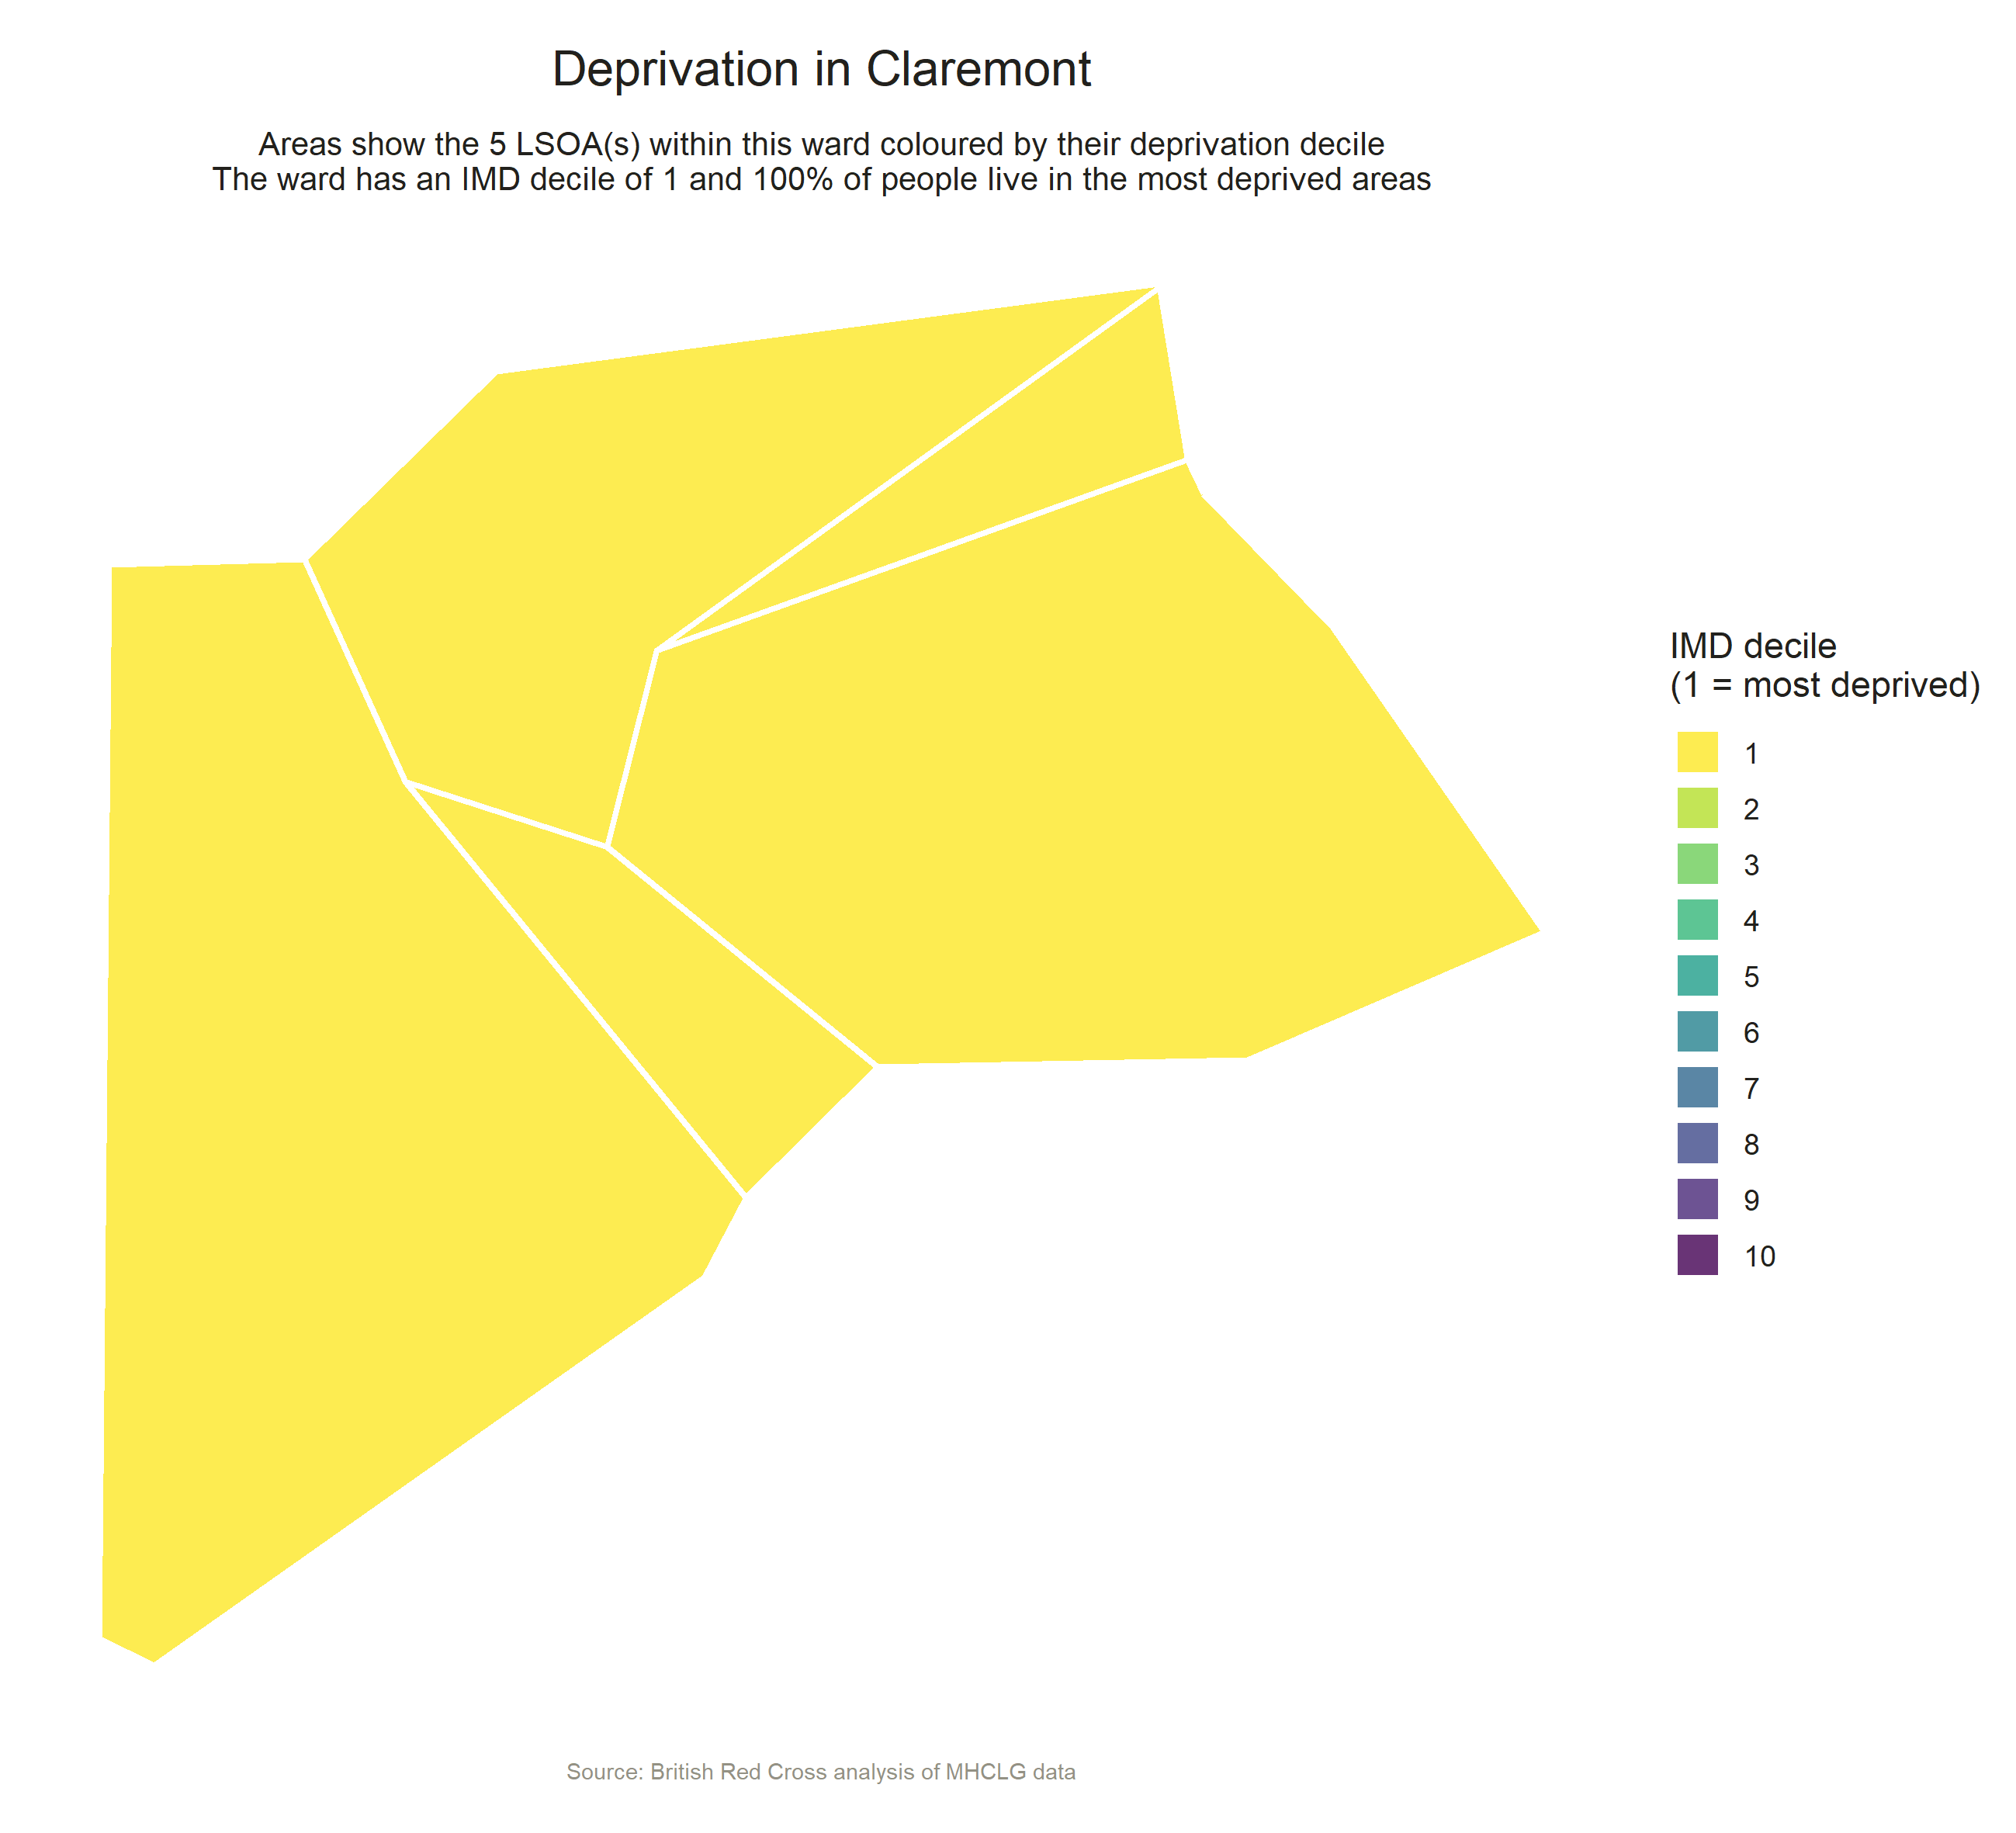 Deprivation in Claremont
Areas show the 5 LSOA(s) within this ward coloured by their deprivation decile
The ward has an IMD decile of 1 and 100% of people live in the most deprived areas
IMD decile
(1 = most deprived)
1
2
3
4
5
6
7
8
9
10
Source: British Red Cross analysis of MHCLG data